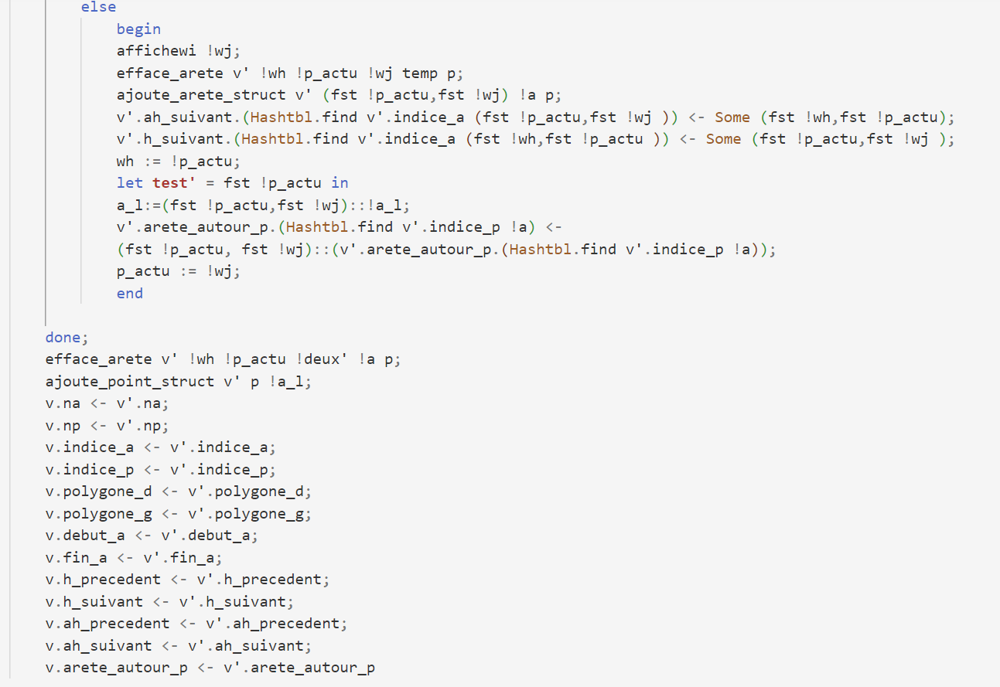 else
begin
affichewi !wj;
efface_arete v' !wh !p_actu !wj temp p;
ajoute_arete_struct v' (fst !p_actu,fst !wj) !a p;
v'.ah_suivant.(Hashtbl.find v'.indice_a (fst !p_actu,fst !wj )) <- Some (fst !wh,fst !p_actu);
v'.h_suivant.(Hashtbl.find v'.indice_a (fst !wh,fst !p_actu )) <- Some (fst !p_actu,fst !wj );
wh := !p_actu;
let test' = fst !p_actu in
a_l:=(fst !p_actu,fst !wj)::!a_l;
v'.arete_autour_p.(Hashtbl.find v'.indice_p !a) <-
(fst !p_actu, fst !wj)::(v'.arete_autour_p.(Hashtbl.find v'.indice_p !a));
p_actu := !wj;
end
done;
efface_arete v' !wh !p_actu !deux' !a p;
ajoute_point_struct v' p !a_l;
v.na <- v'.na;
v.np <- v'.np;
v.indice_a <- v'.indice_a;
v.indice_p <- v'.indice_p;
v.polygone_d <- v'.polygone_d;
v.polygone_g <- v'.polygone_g;
v.debut_a <- v'.debut_a;
v.fin_a <- v'.fin_a;
v.h_precedent <- v'.h_precedent;
v.h_suivant <- v'.h_suivant;
v.ah_precedent <- v'.ah_precedent;
v.ah_suivant <- v'.ah_suivant;
v.arete_autour_p <- v'.arete_autour_p